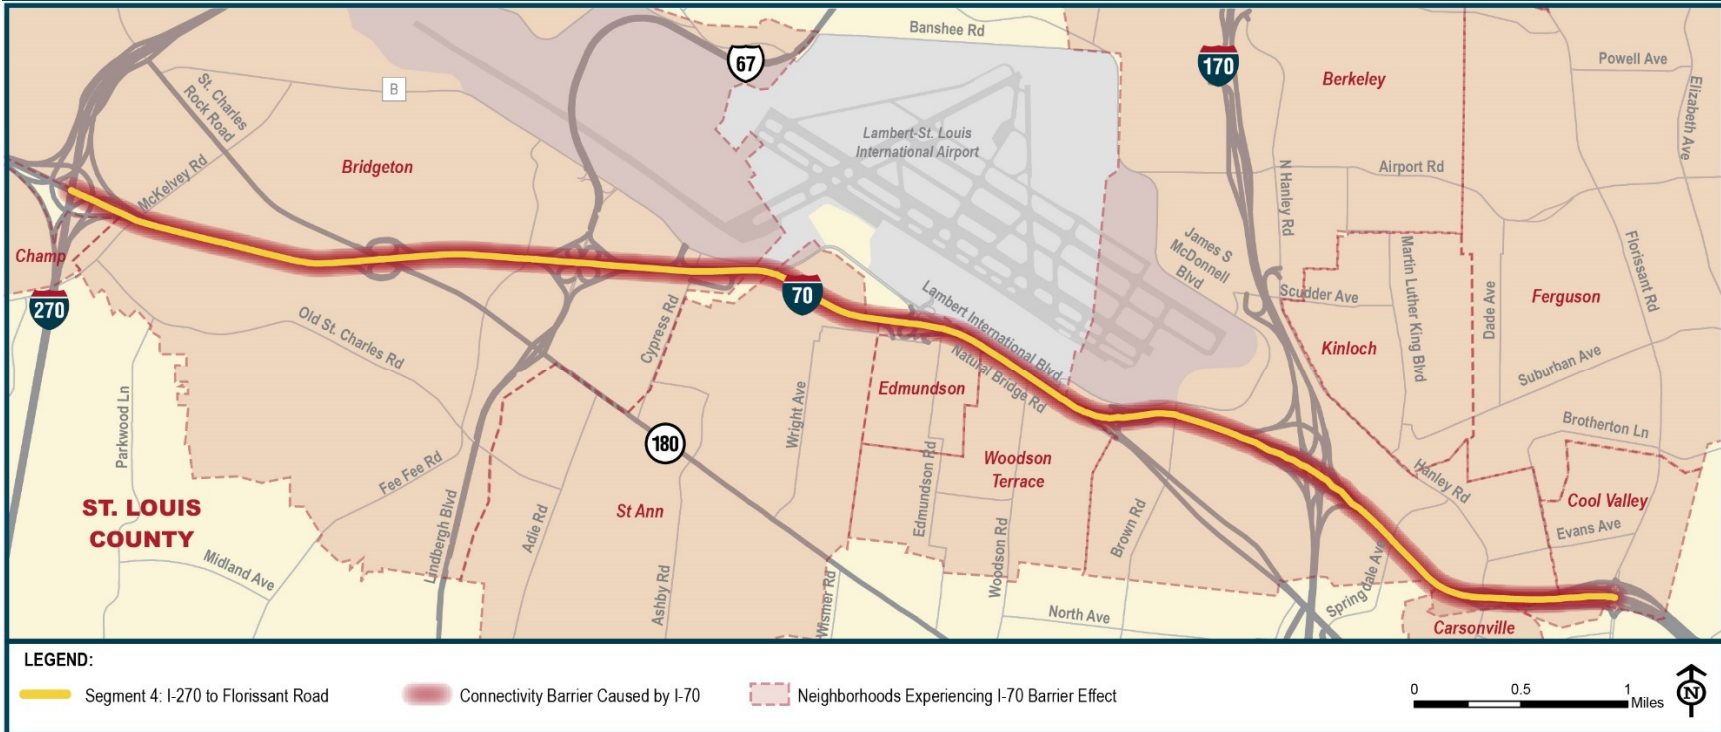 Banshee Rd
67
170
Berkeley
Powell Ave
Elizabeth Ave
St. Charles
Rock Road
B
Lambert-St. Louis
International Airport
McKelvey Rd
Bridgeton
Airport Rd
N Hanley Rd
Champ
270
70
James S
McDonnell
Blvd
Scudder Ave
Martin Luther King Blvd
Dade Ave
Ferguson
Florissant Rd
Old St. Charles Rd
Cypress Rd
Lambert International Blvd
Natural Bridge Rd
Kinloch
Suburban Ave
Edmundson
Parkwood Ln
Wright Ave
180
Brotherton Ln
Fee Fee Rd
Woodson
Terrace
Edmundson Rd
Hanley Rd
Cool Valley
ST. LOUIS
COUNTY
St Ann
Lindbergh Blvd
Adie Rd
Brown Rd
Evans Ave
Midland Ave
Ashby Rd
Wismer Rd
Woodson Rd
North Ave
Springdale Ave
Carsonville
LEGEND:
Segment 4: I-270 to Florissant Road
Connectivity Barrier Caused by I-70
Neighborhoods Experiencing I-70 Barrier Effect
0 0.5 1
Miles
N